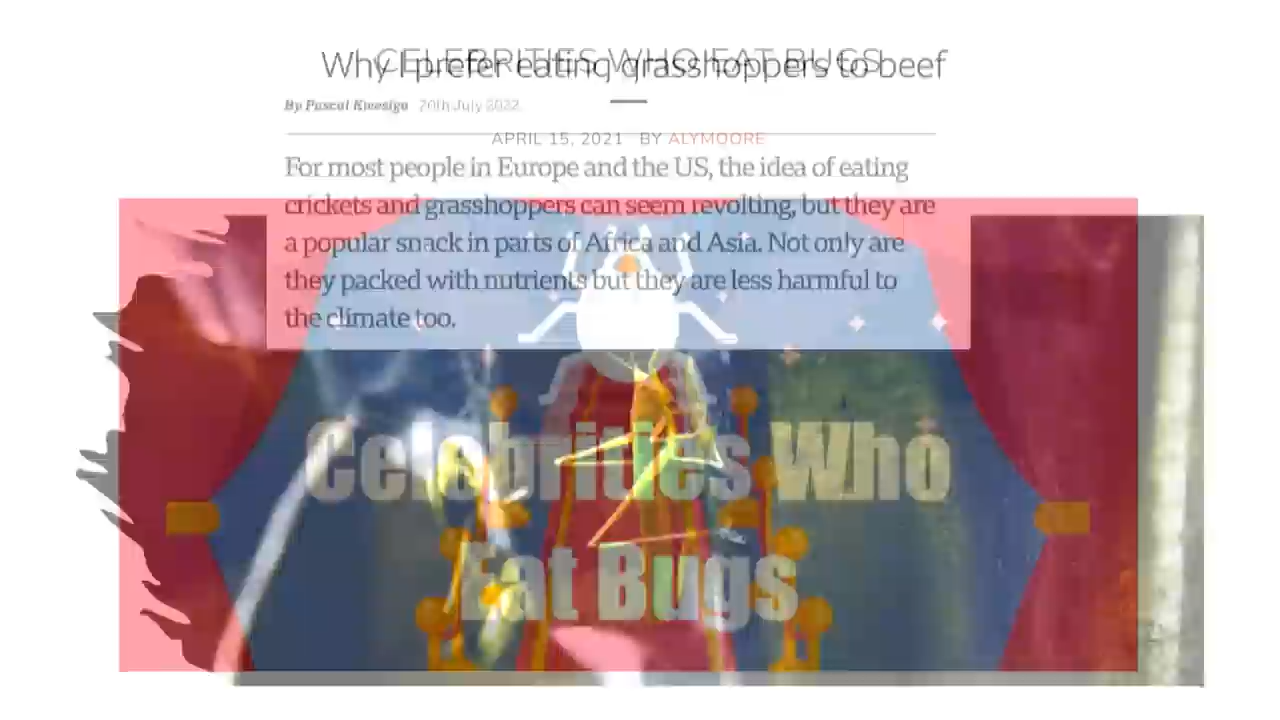 Why I prefer eating grasshoppers to beef
CELEBRITIES WHO EAT BUGS
By Pascal Kwesiga 20th July 2022
APRIL 15, 2021 BY ALYMOORE
For most people in Europe and the US, the idea of eating
crickets and grasshoppers can seem revolting, but they are
a popular snack in parts of Africa and Asia. Not only are
they packed with nutrients but they are less harmful to
the climate too.
Celebrities Who
Eat Bugs